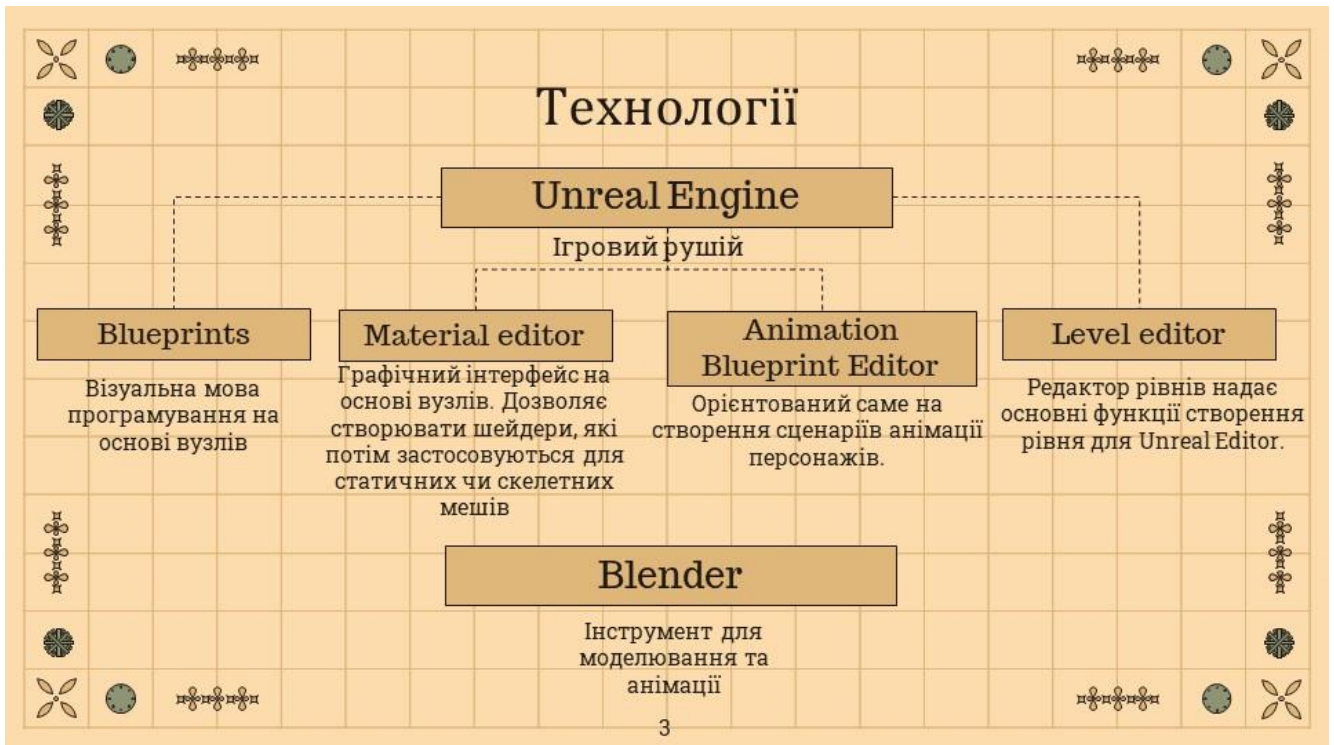 Технології
Unreal Engine
Ігровий рушій
Blueprints
Візуальна мова
програмування на
основі вузлів
Material editor
Графічний інтерфейс на
основі вузлів. Дозволяє
створювати шейдери, які
потім застосовуються для
статичних чи скелетних
мешів
Animation
Blueprint Editor
Орієнтований саме на
створення сценаріїв анімації
персонажів.
Level editor
Редактор рівнів надає
основні функції створення
рівня для Unreal Editor.
Blender
Інструмент для
моделювання та
анімації
3